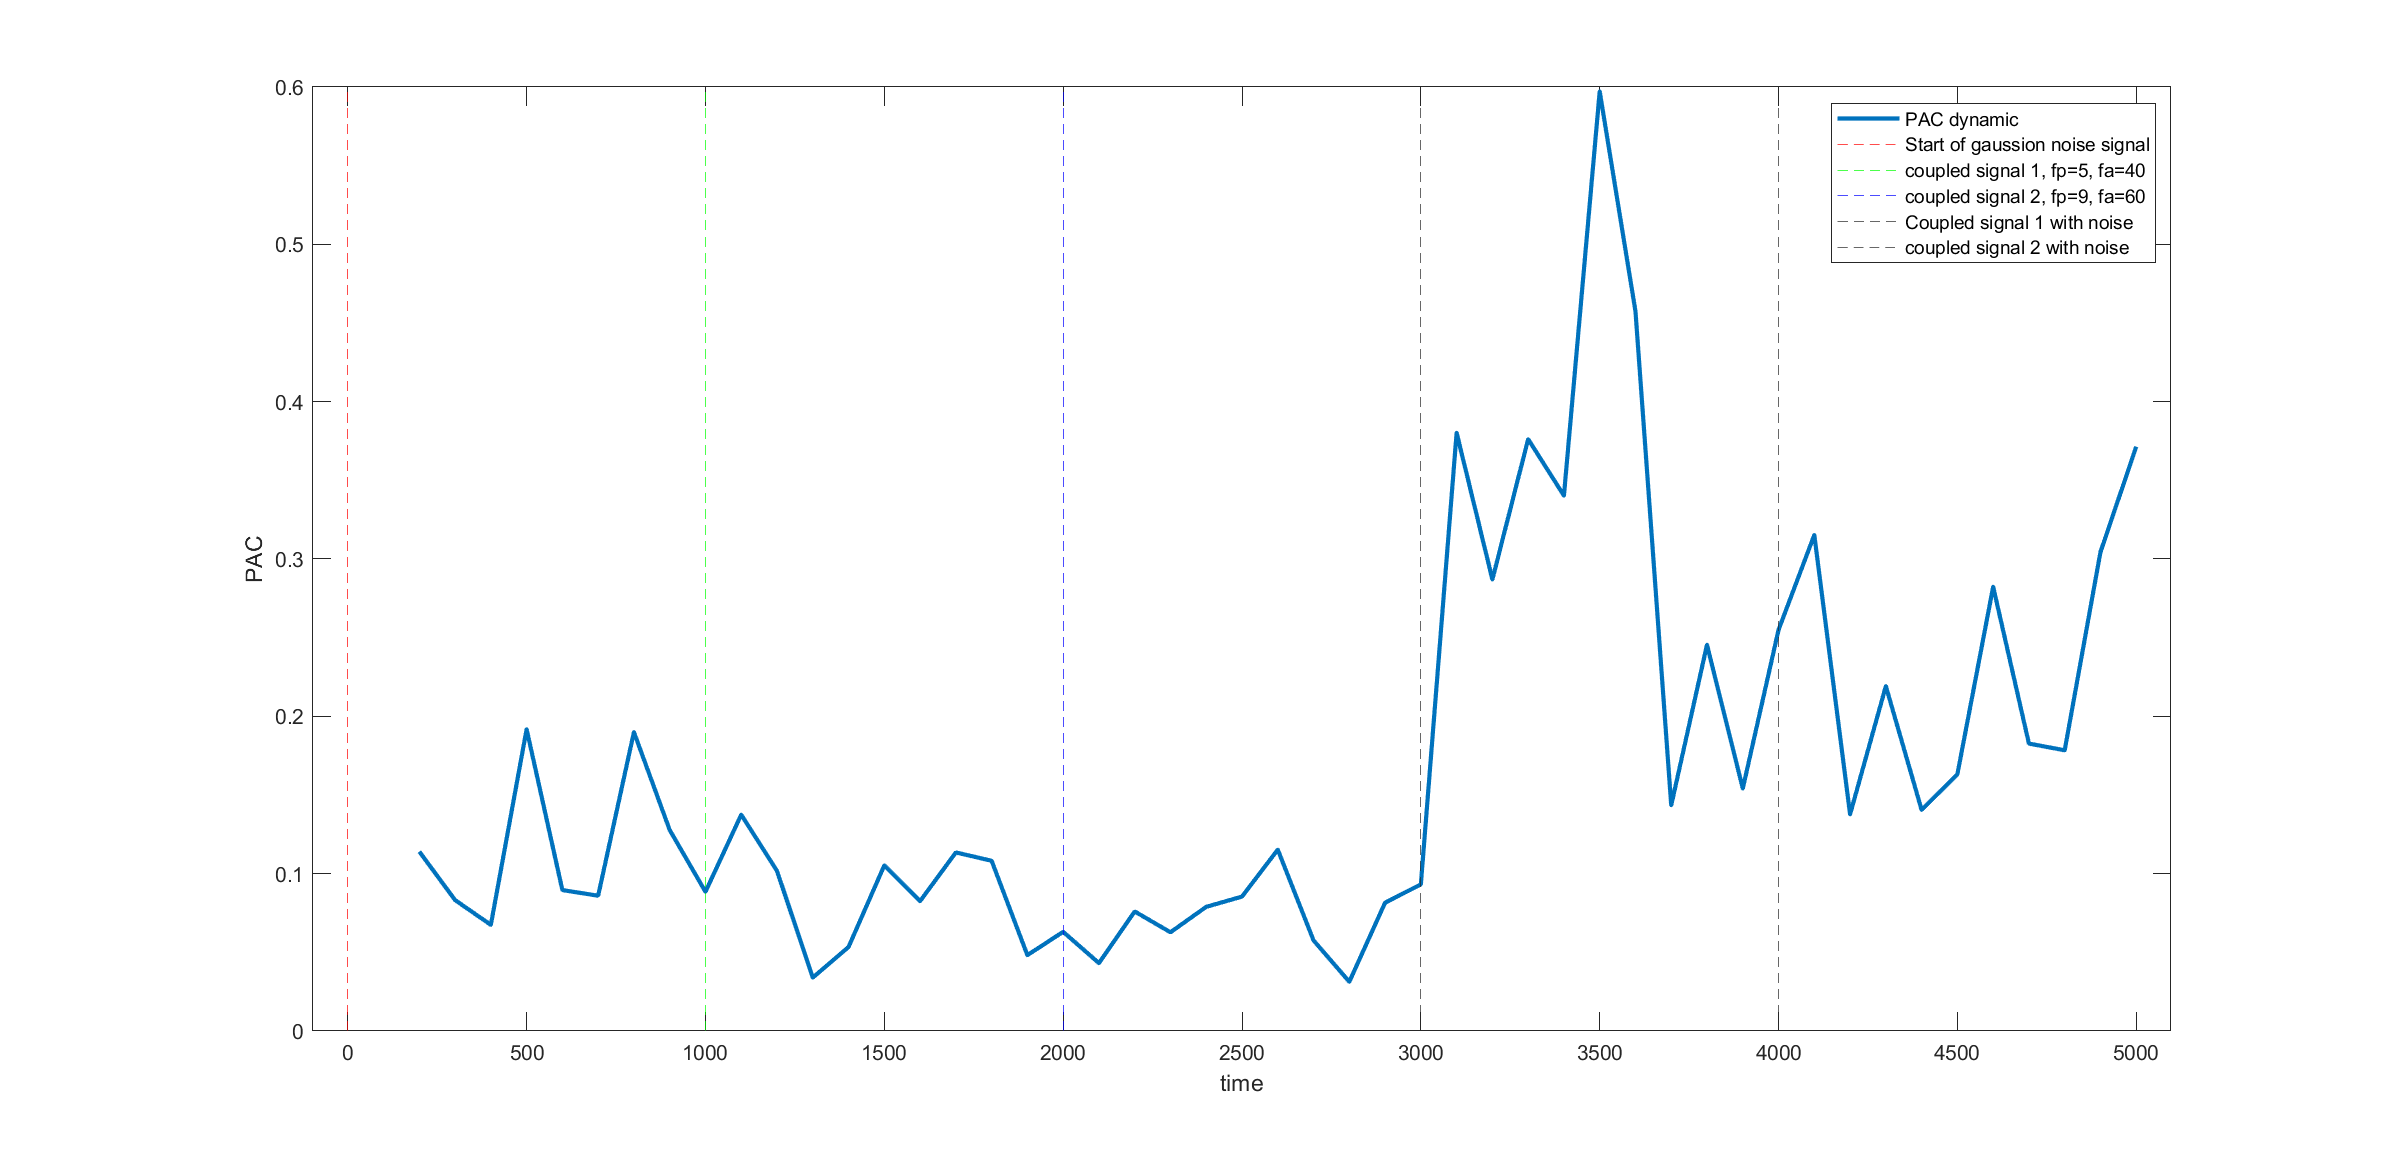 0.6
0.5
0.4
0.3
0.2
0.1
0
PAC
0 500 1000 1500 2000 2500 3000 3500 4000 4500 5000
time
PAC dynamic
Start of gaussion noise signal
coupled signal 1, fp=5, fa=40
coupled signal 2, fp=9, fa=60
Coupled signal 1 with noise
coupled signal 2 with noise